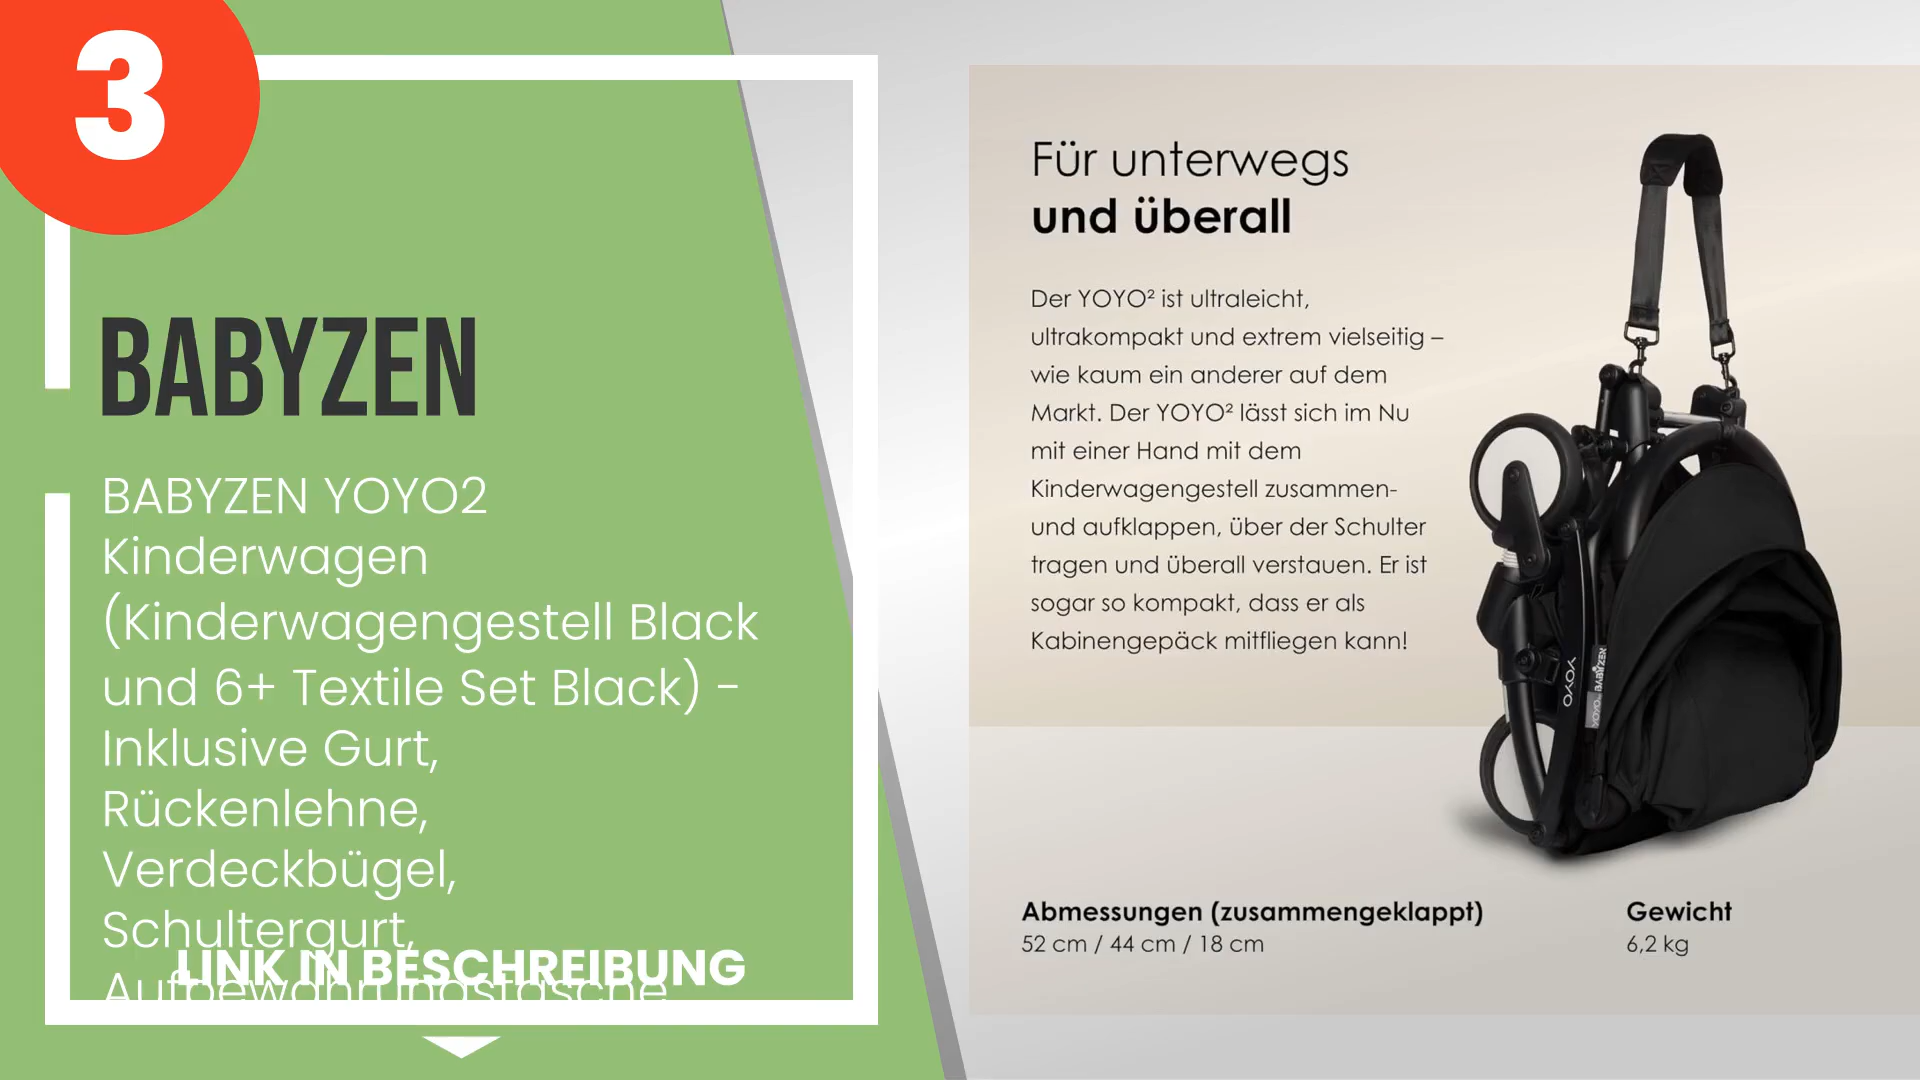 3
BABYZEN
BABYZEN YOYO2
Kinderwagen
(Kinderwagengestell Black
und 6+ Textile Set Black) -
Inklusive Gurt,
Rückenlehne,
Verdeckbügel,
Schultergurt,
Aufbewahrungstasche
LINK IN BESCHREIBUNG
Für unterwegs
und überall
Der YOYO² ist ultraleicht,
ultrakompakt und extrem vielseitig –
wie kaum ein anderer auf dem
Markt. Der YOYO² lässt sich im Nu
mit einer Hand mit dem
Kinderwagengestell zusammen-
und aufklappen, über der Schulter
tragen und überall verstauen. Er ist
sogar so kompakt, dass er als
Kabinengepäck mitfliegen kann!
YOYO
YOYO BABYZEN
Abmessungen (zusammengeklappt)
52 cm / 44 cm / 18 cm
Gewicht
6,2 kg